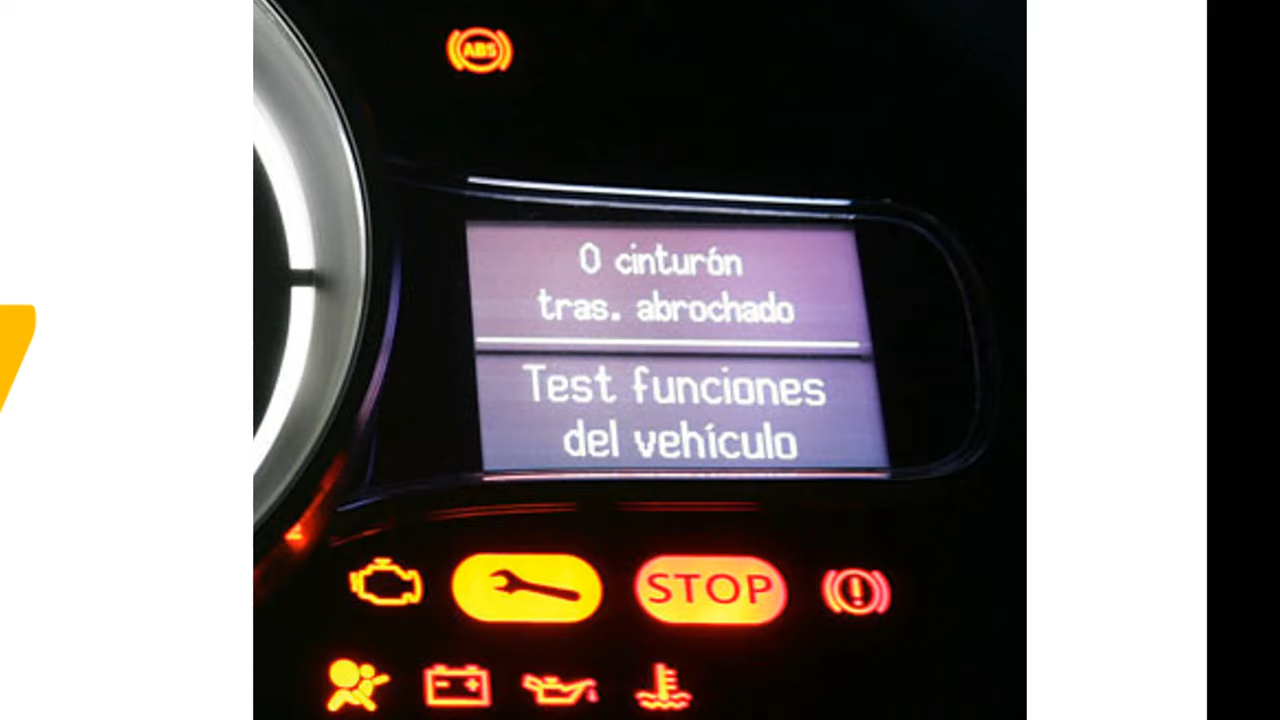 ABS
0 cinturón
tras. abrochado
Test funciones
del vehículo
STOP